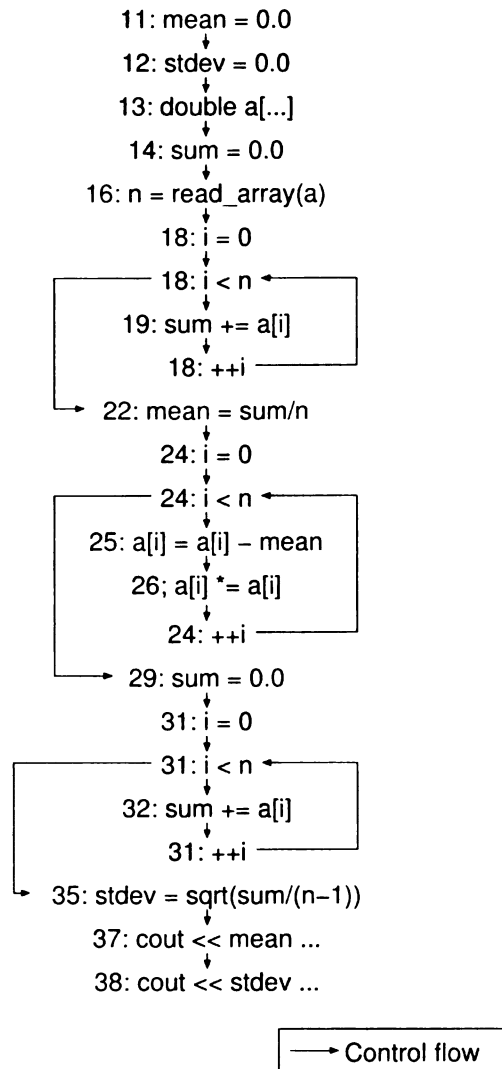 11: mean = 0.0
12: stdev = 0.0
13: double a[...]
14: sum = 0.0
16: n = read_array(a)
18: i = 0
18: i < n
19: sum += a[i]
18: ++i
22: mean = sum/n
24: i = 0
24: i < n
25: a[i] = a[i] − mean
26; a[i] *= a[i]
24: ++i
29: sum = 0.0
31: i = 0
31: i < n
32: sum += a[i]
31: ++i
35: stdev = sqrt(sum/(n−1))
37: cout << mean ...
38: cout << stdev ...
Control flow